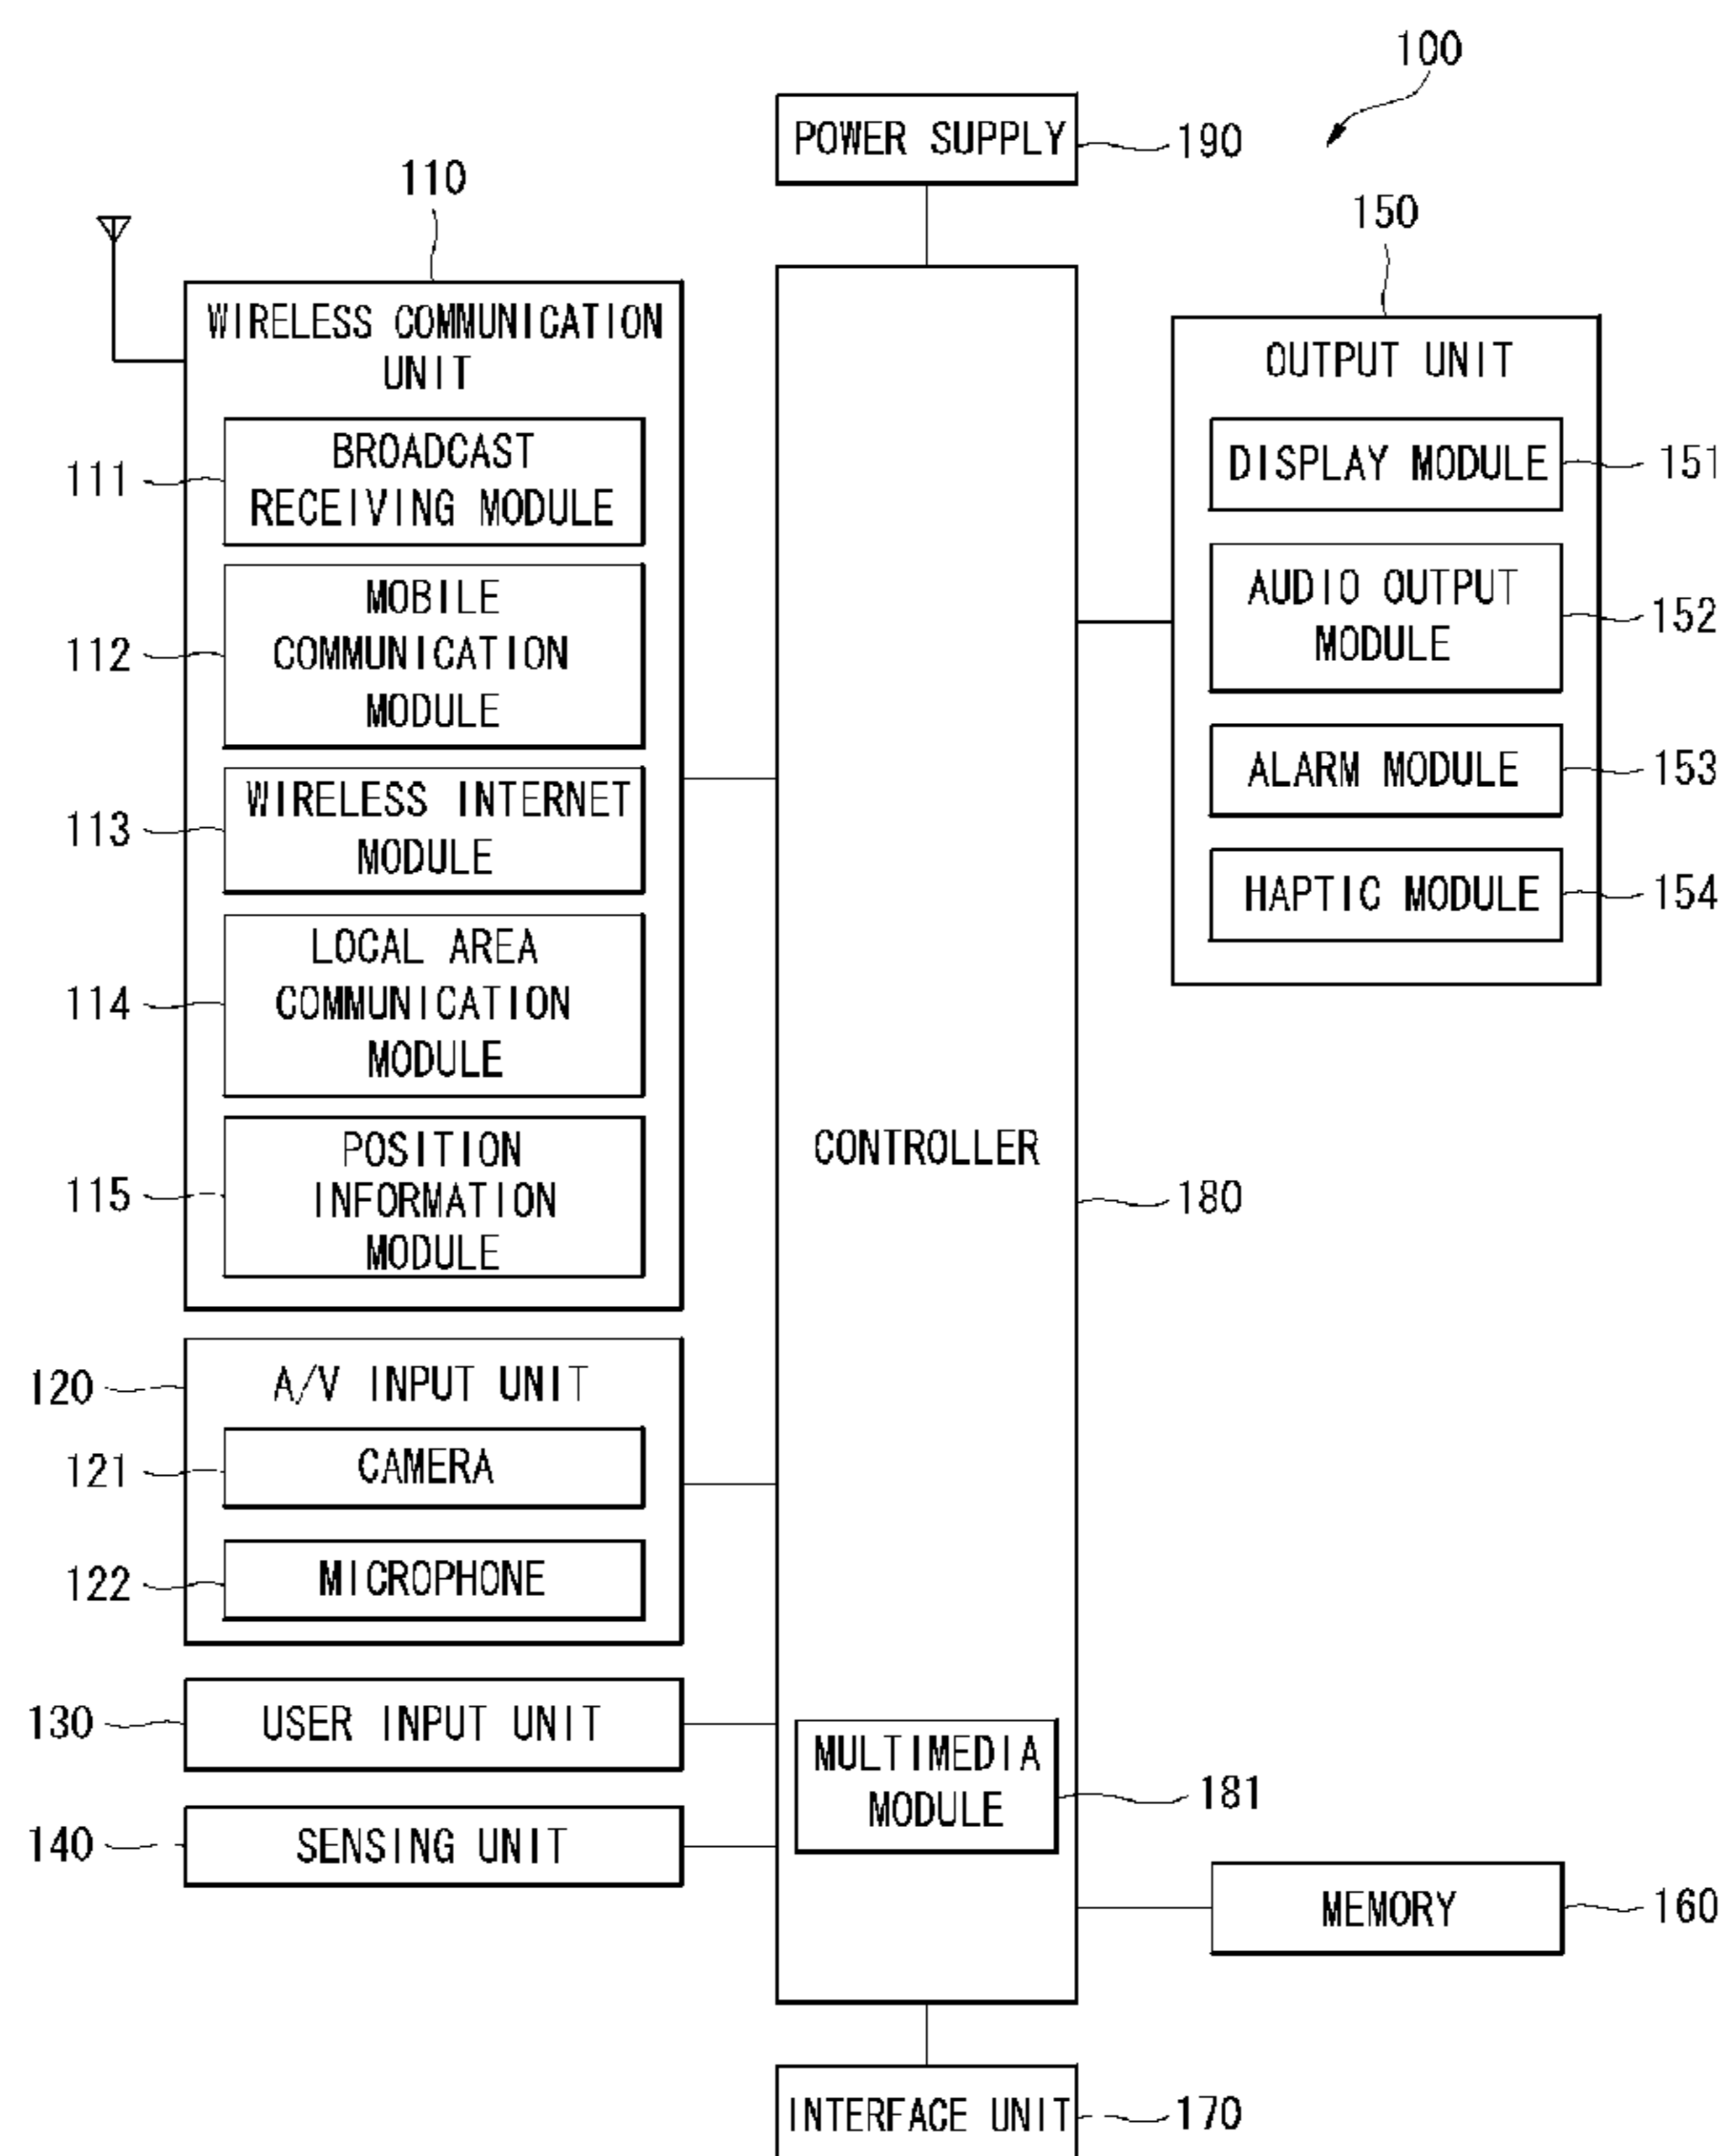 100
POWER SUPPLY
190
110
150
WIRELESS COMMUNICATION
UNIT
OUTPUT UNIT
BROADCAST
RECEIVING MODULE
111
DISPLAY MODULE
151
MOBILE
COMMUNICATION
MODULE
112
AUDIO OUTPUT
MODULE
152
WIRELESS INTERNET
MODULE
113
ALARM MODULE
153
HAPTIC MODULE
154
LOCAL AREA
COMMUNICATION
MODULE
114
POSITION
INFORMATION
MODULE
115
CONTROLLER
180
120
A/V INPUT UNIT
121
CAMERA
122
MICROPHONE
130
USER INPUT UNIT
MULTIMEDIA
MODULE
181
140
SENSING UNIT
MEMORY
160
INTERFACE UNIT
170